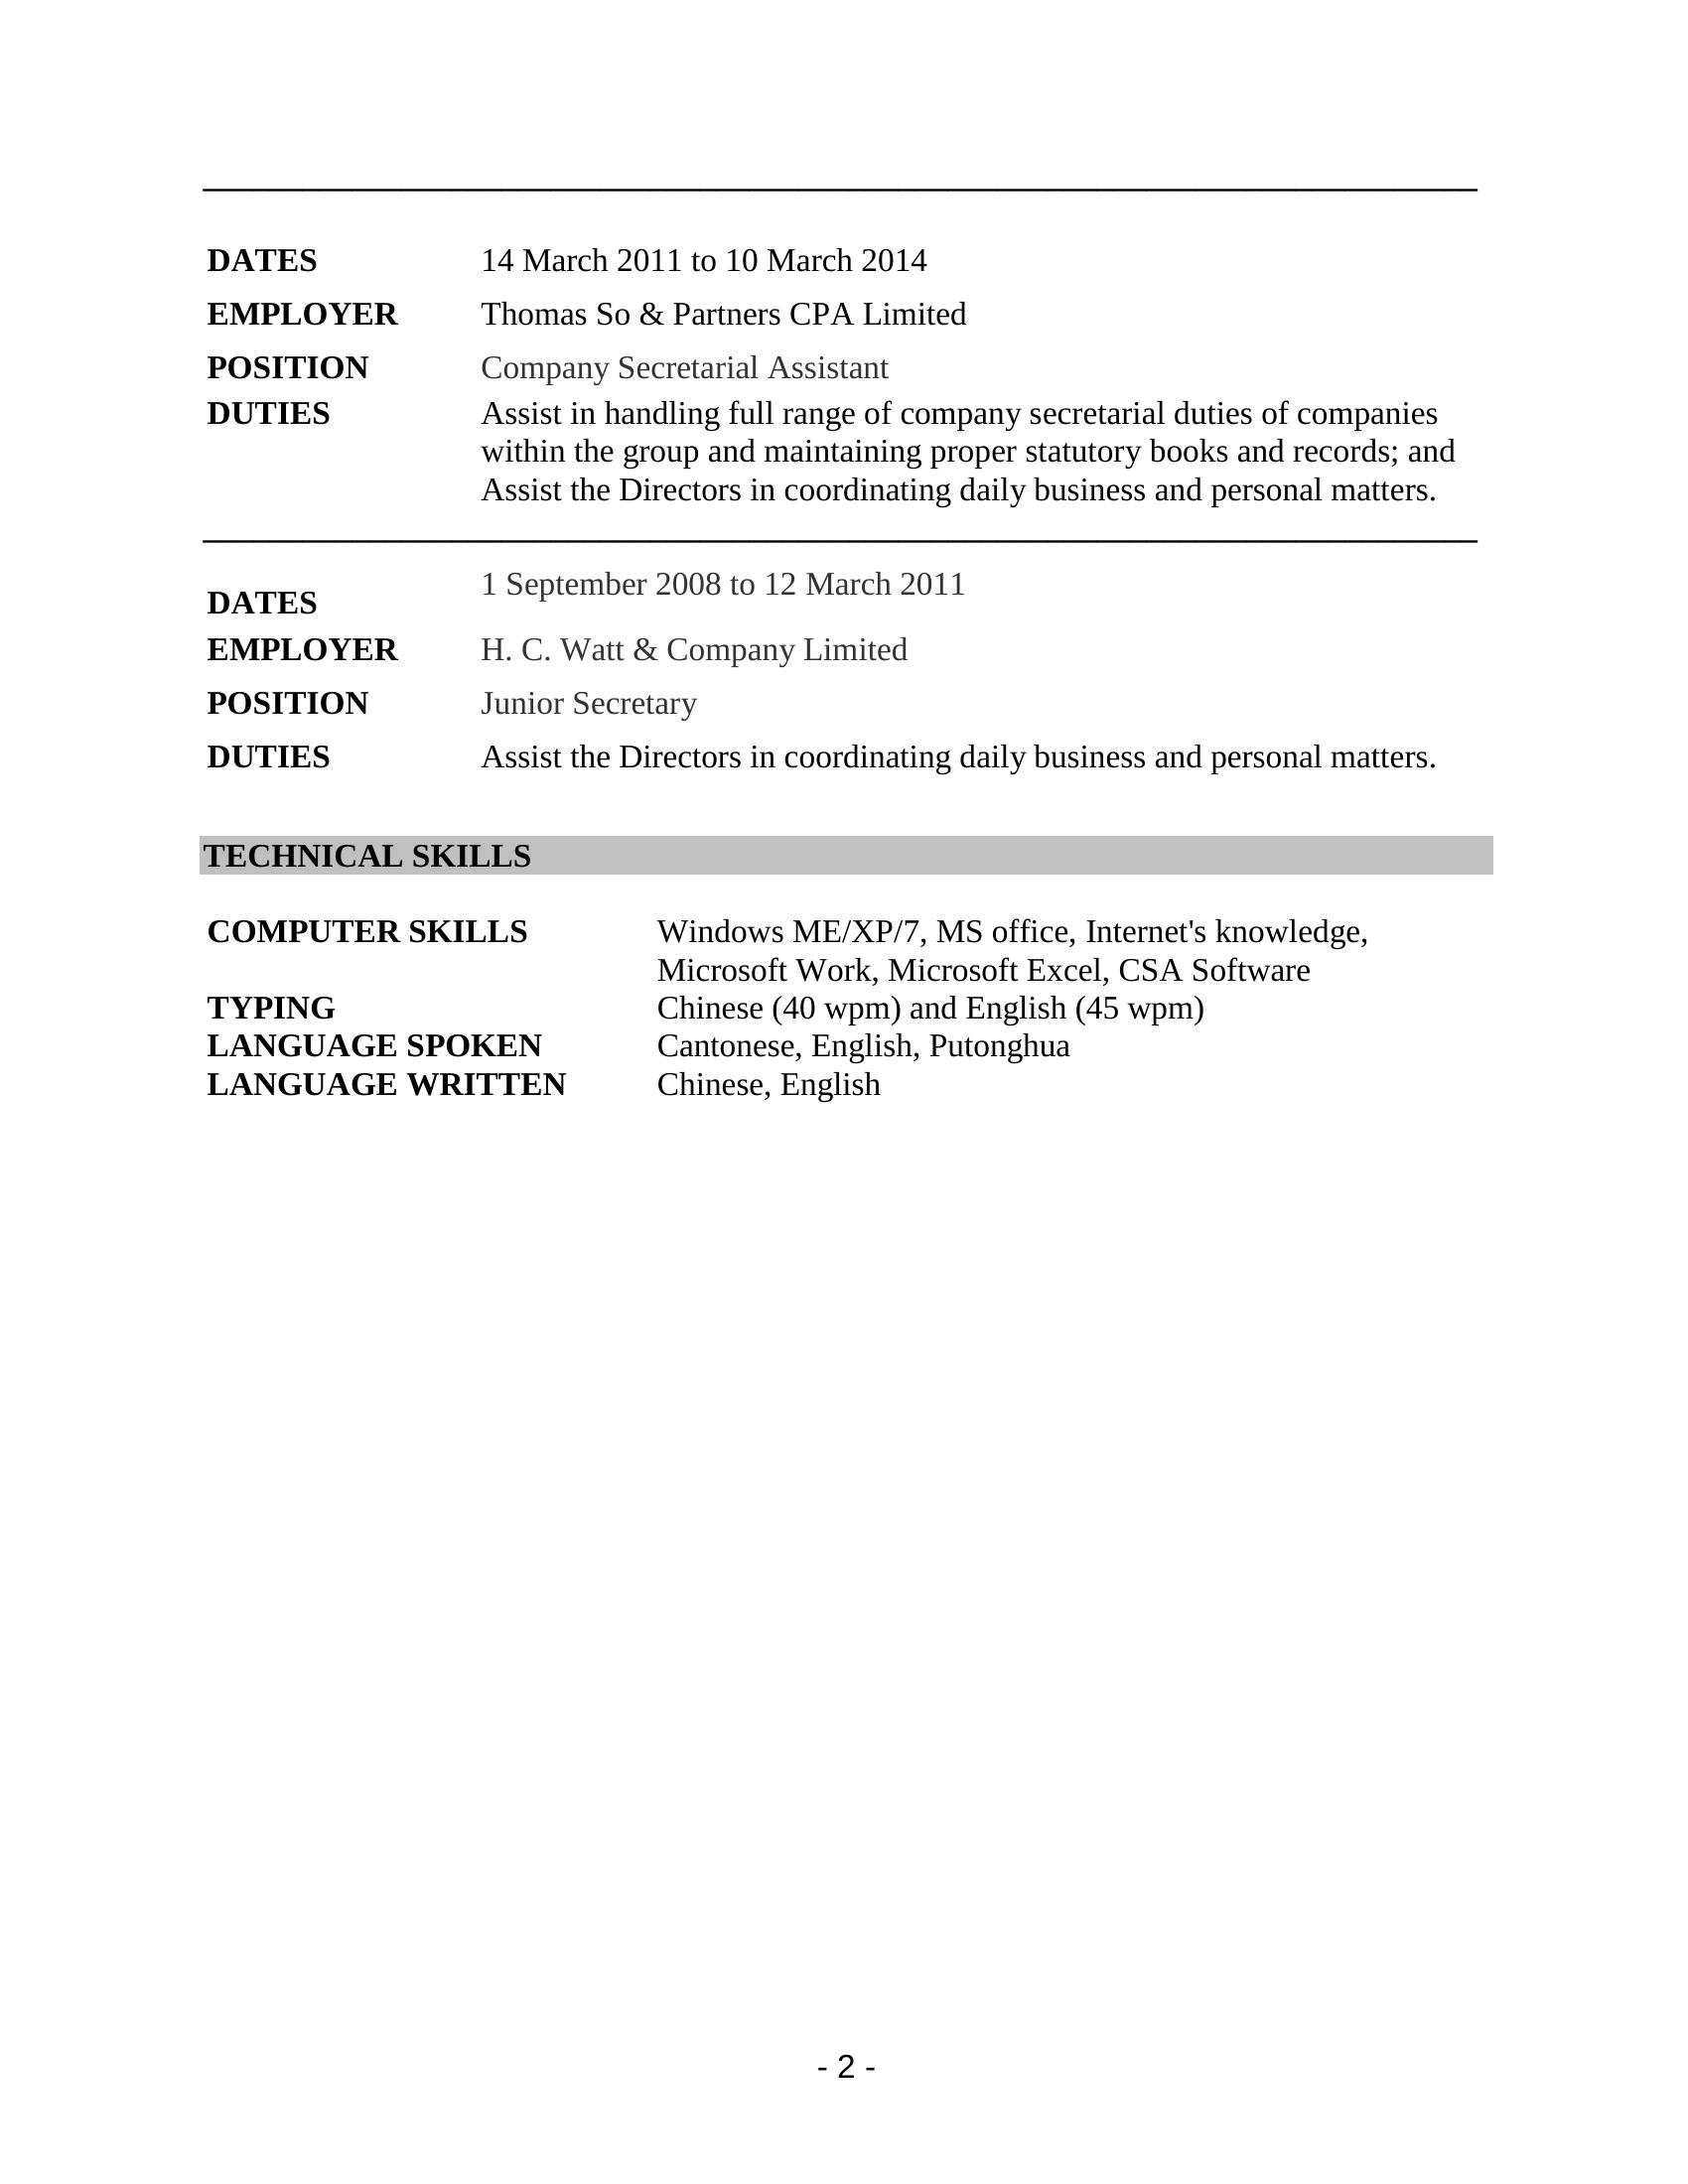 DATES 14 March 2011 to 10 March 2014
EMPLOYER Thomas So & Partners CPA Limited
POSITION Company Secretarial Assistant
DUTIES Assist in handling full range of company secretarial duties of companies
within the group and maintaining proper statutory books and records; and
Assist the Directors in coordinating daily business and personal matters.
DATES 1 September 2008 to 12 March 2011
EMPLOYER H. C. Watt & Company Limited
POSITION Junior Secretary
DUTIES Assist the Directors in coordinating daily business and personal matters.
TECHNICAL SKILLS
COMPUTER SKILLS Windows ME/XP/7, MS office, Internet's knowledge,
Microsoft Work, Microsoft Excel, CSA Software
TYPING Chinese (40 wpm) and English (45 wpm)
LANGUAGE SPOKEN Cantonese, English, Putonghua
LANGUAGE WRITTEN Chinese, English
- 2 -